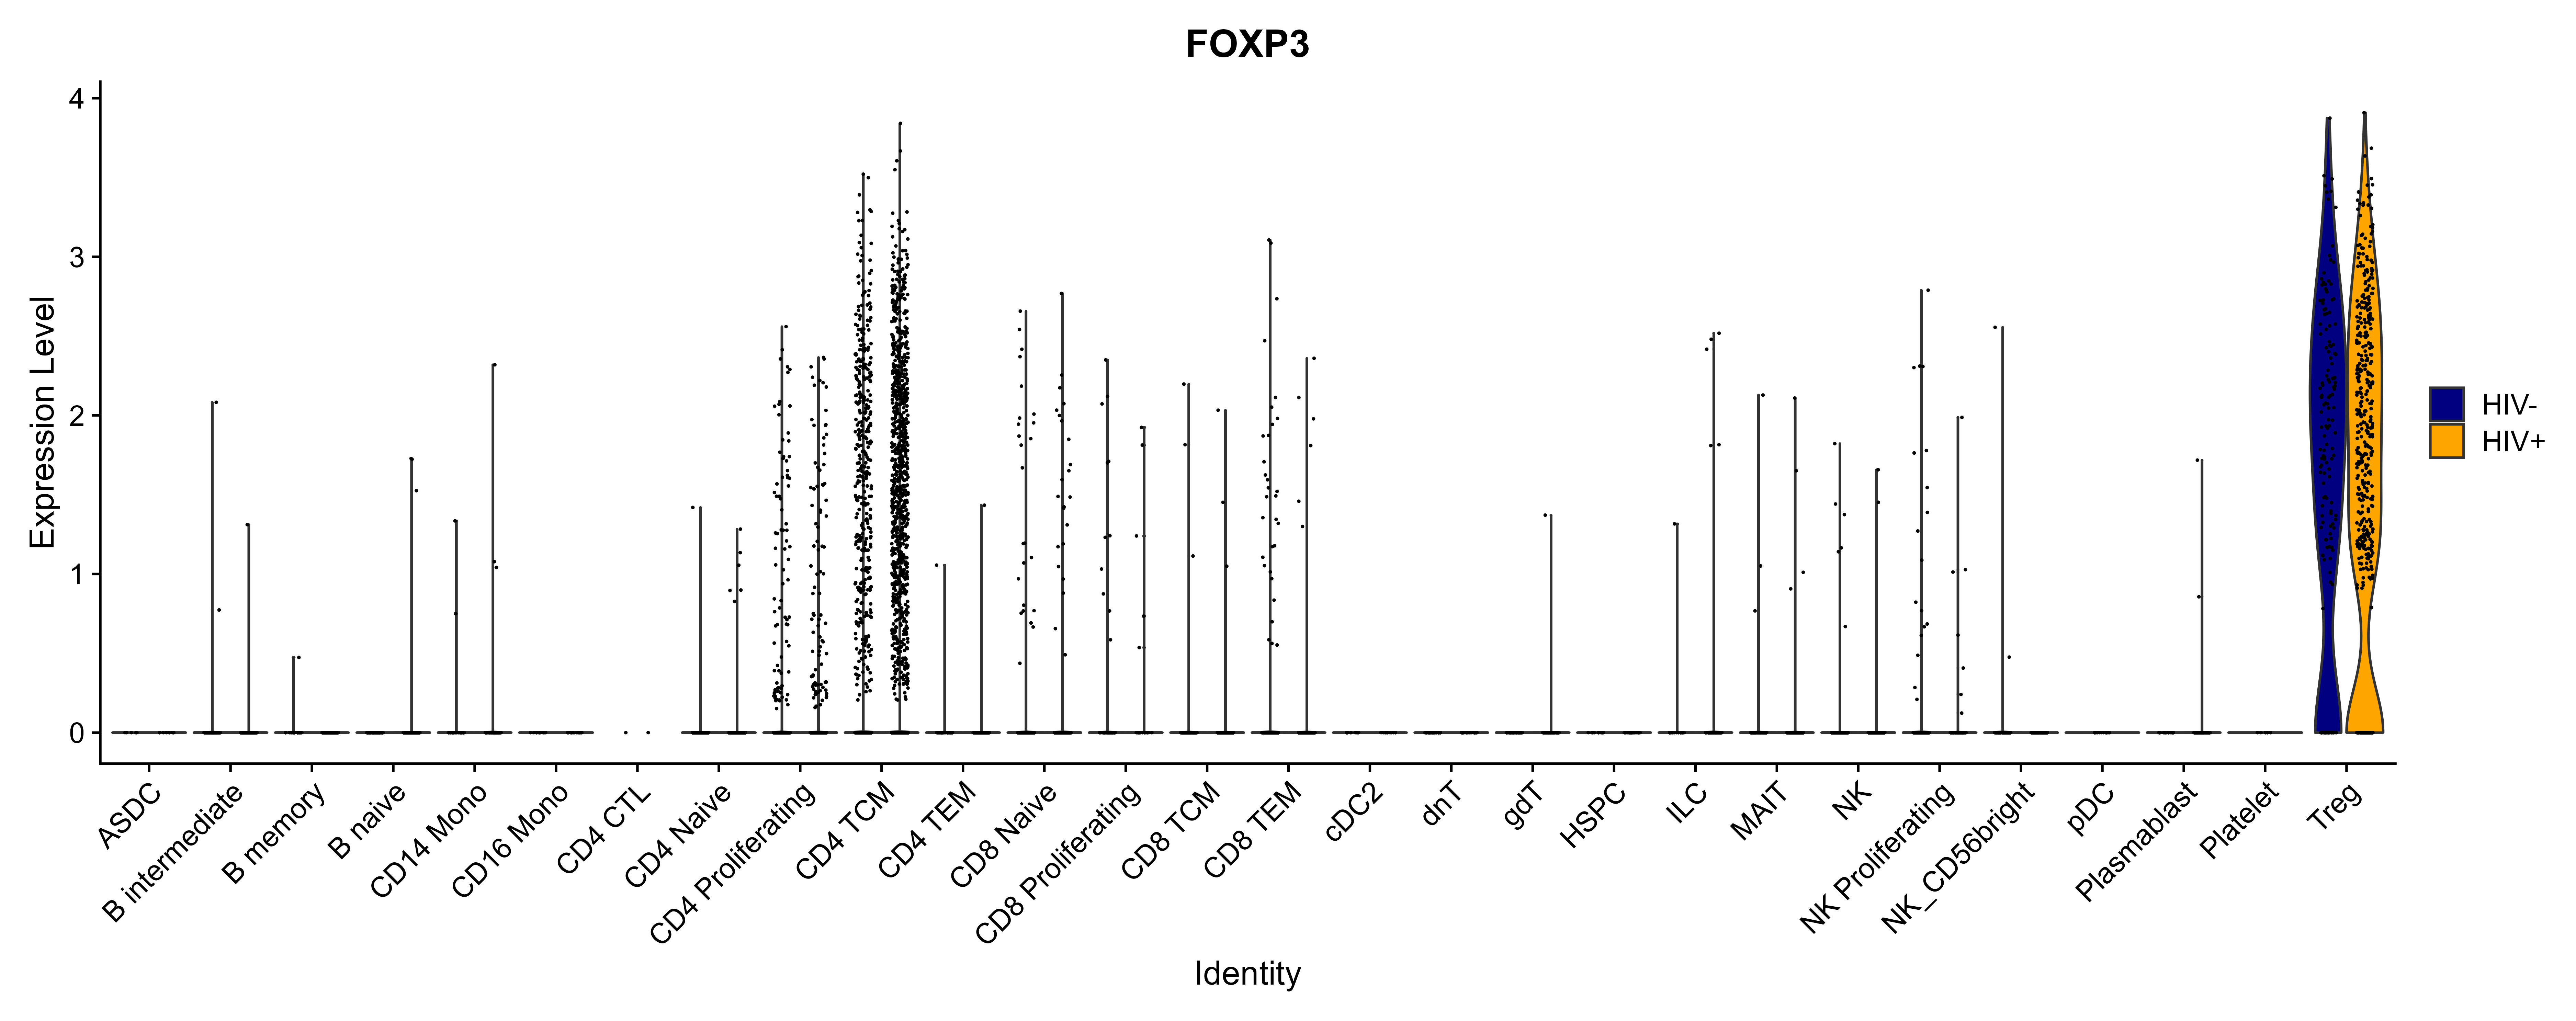 FOXP3
Expression Level
4
3
2
1
0
ASDC
B intermediate
B memory
B naive
CD14 Mono
CD16 Mono
CD4 CTL
CD4 Naive
CD4 Proliferating
CD4 TCM
CD4 TEM
CD8 Naive
CD8 Proliferating
CD8 TCM
CD8 TEM
cDC2
dnT
gdT
HSPC
ILC
MAIT
NK
NK Proliferating
NK_CD56bright
pDC
Plasmablast
Platelet
Treg
Identity
HIV-
HIV+